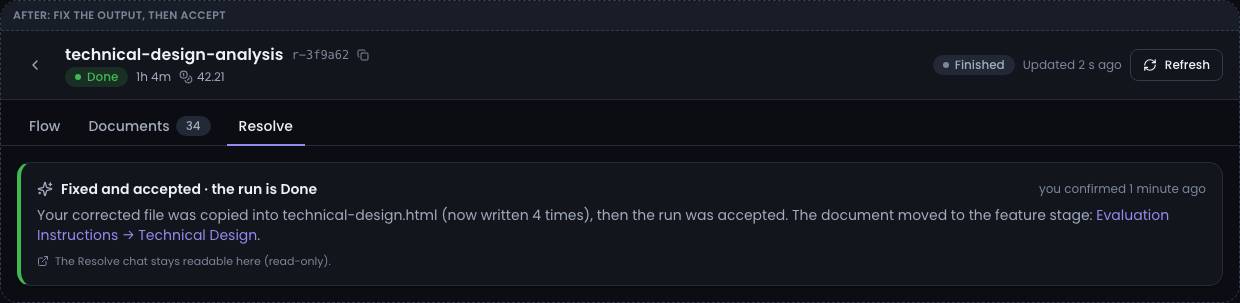 AFTER: FIX THE OUTPUT, THEN ACCEPT
technical-design-analysis r-3f9a62
Done 1h 4m 42.21
Finished Updated 2 s ago Refresh
Flow Documents 34 Resolve
Fixed and accepted · the run is Done you confirmed 1 minute ago
Your corrected file was copied into technical-design.html (now written 4 times), then the run was accepted. The document moved to the feature stage: Evaluation
Instructions → Technical Design.
The Resolve chat stays readable here (read-only).